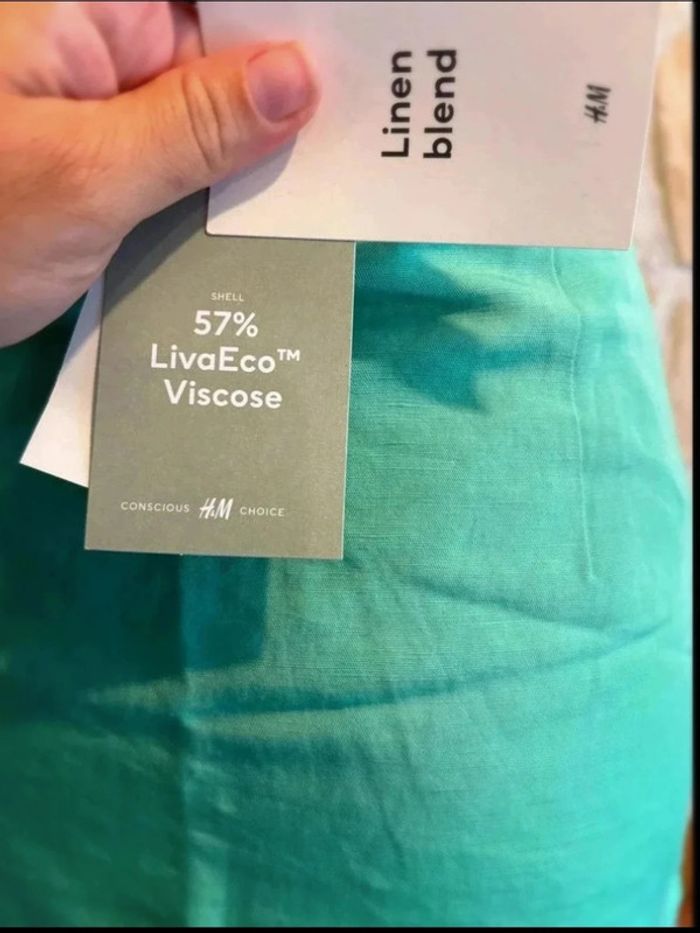 Linen
blend
H&M
SHELL
57%
LivaEco™
Viscose
CONSCIOUS H&M CHOICE